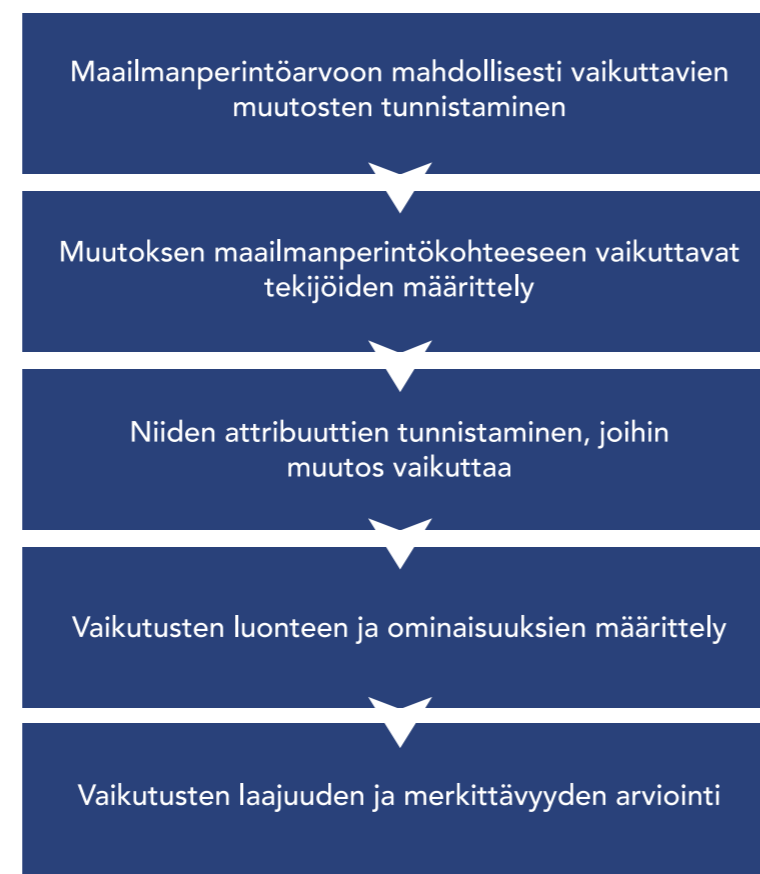 Maailmanperintöarvoon mahdollisesti vaikuttavien
muutosten tunnistaminen
Muutoksen maailmanperintökohteeseen vaikuttavat
tekijöiden määrittely
Niiden attribuuttien tunnistaminen, joihin
muutos vaikuttaa
Vaikutusten luonteen ja ominaisuuksien määrittely
Vaikutusten laajuuden ja merkittävyyden arviointi